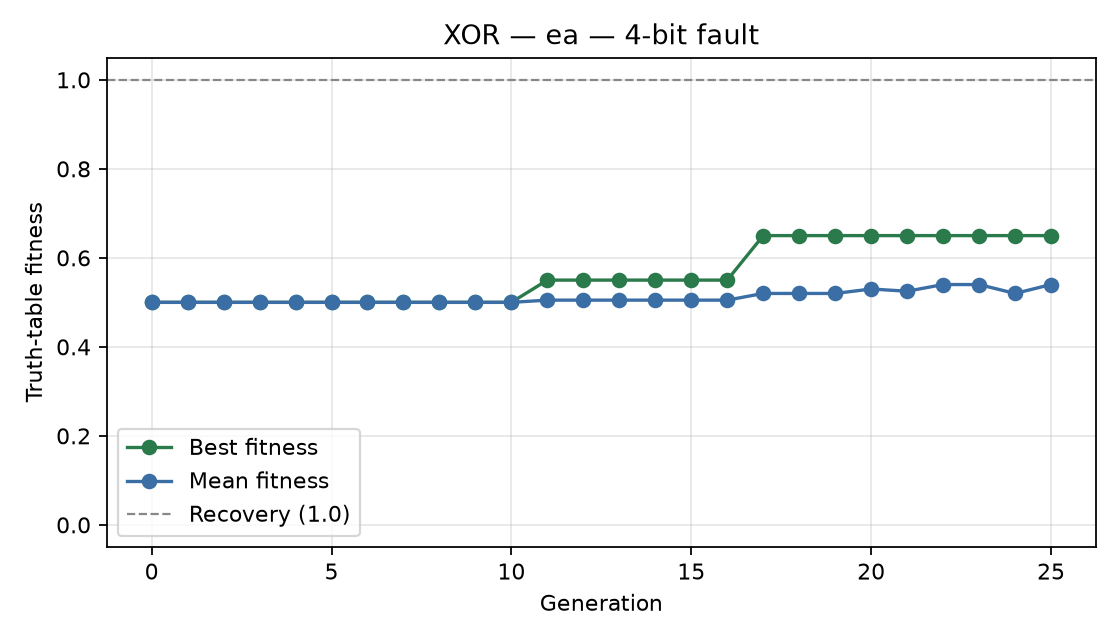 XOR — ea — 4-bit fault
Truth-table fitness
1.0
0.8
0.6
0.4
0.2
0.0
Best fitness
Mean fitness
Recovery (1.0)
0 5 10 15 20 25
Generation